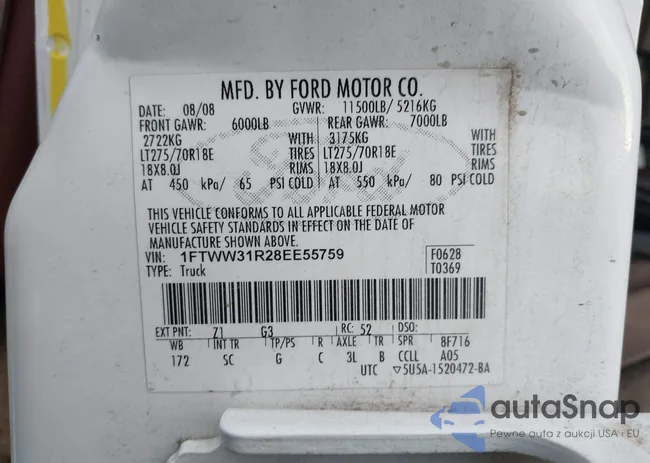 MFD. BY FORD MOTOR CO.
DATE: 08/08 GVWR: 11500LB/ 5216KG
FRONT GAWR: 6000LB REAR GAWR: 7000LB
2722KG WITH 3175KG WITH
LT275/70R18E TIRES LT275/70R18E TIRES
18X8.0J RIMS 18X8.0J RIMS
AT 450 kPa/ 65 PSI COLD AT 550 kPa/ 80 PSI COLD
THIS VEHICLE CONFORMS TO ALL APPLICABLE FEDERAL MOTOR
VEHICLE SAFETY STANDARDS IN EFFECT ON THE DATE OF
MANUFACTURE SHOWN ABOVE.
VIN: 1FTWW31R28EE55759 F0628
TYPE: Truck T0369
EXT PNT: Z1 G3 RC: 52 DSO:
WB INT TR TP/PS R AXLE TR SPR 8F716
172 SC G C 3L B CCLL A05
UTC ▽5U5A-1520472-BA
autaSnap
Pewne auta z aukcji USA i EU